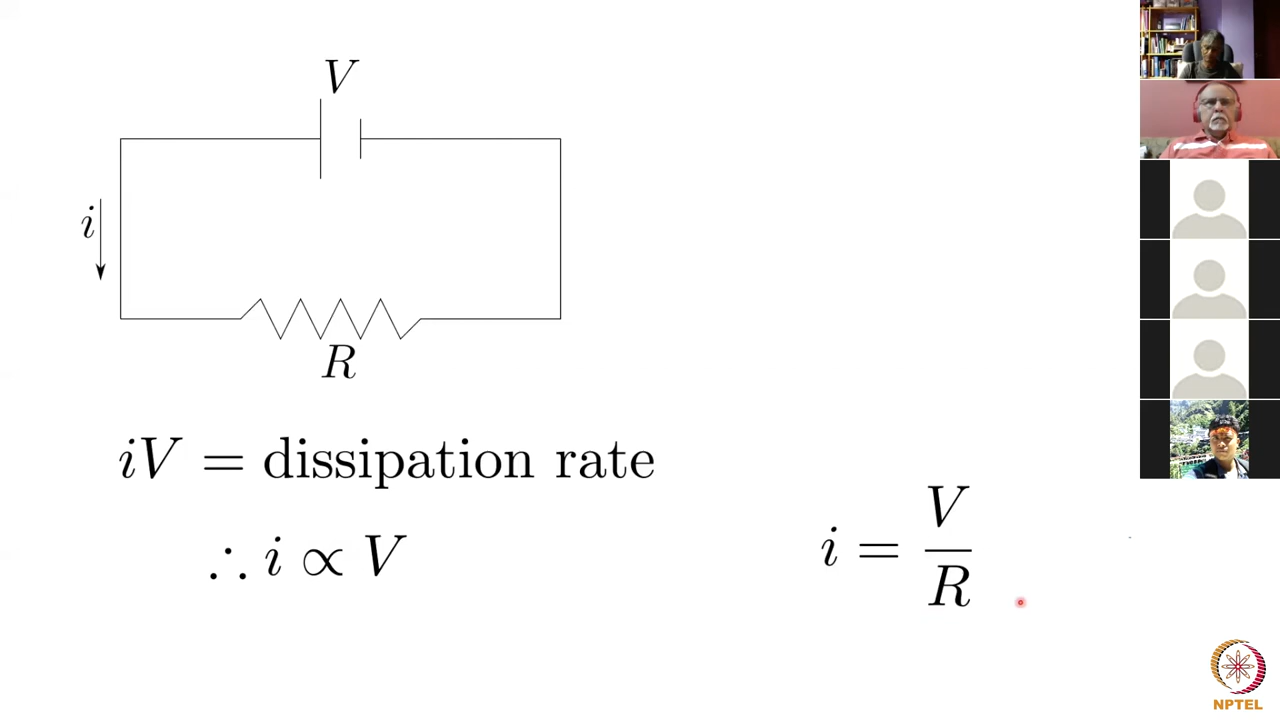 V
i
R
iV = dissipation rate
∴ i ∝ V
i = V/R
NPTEL